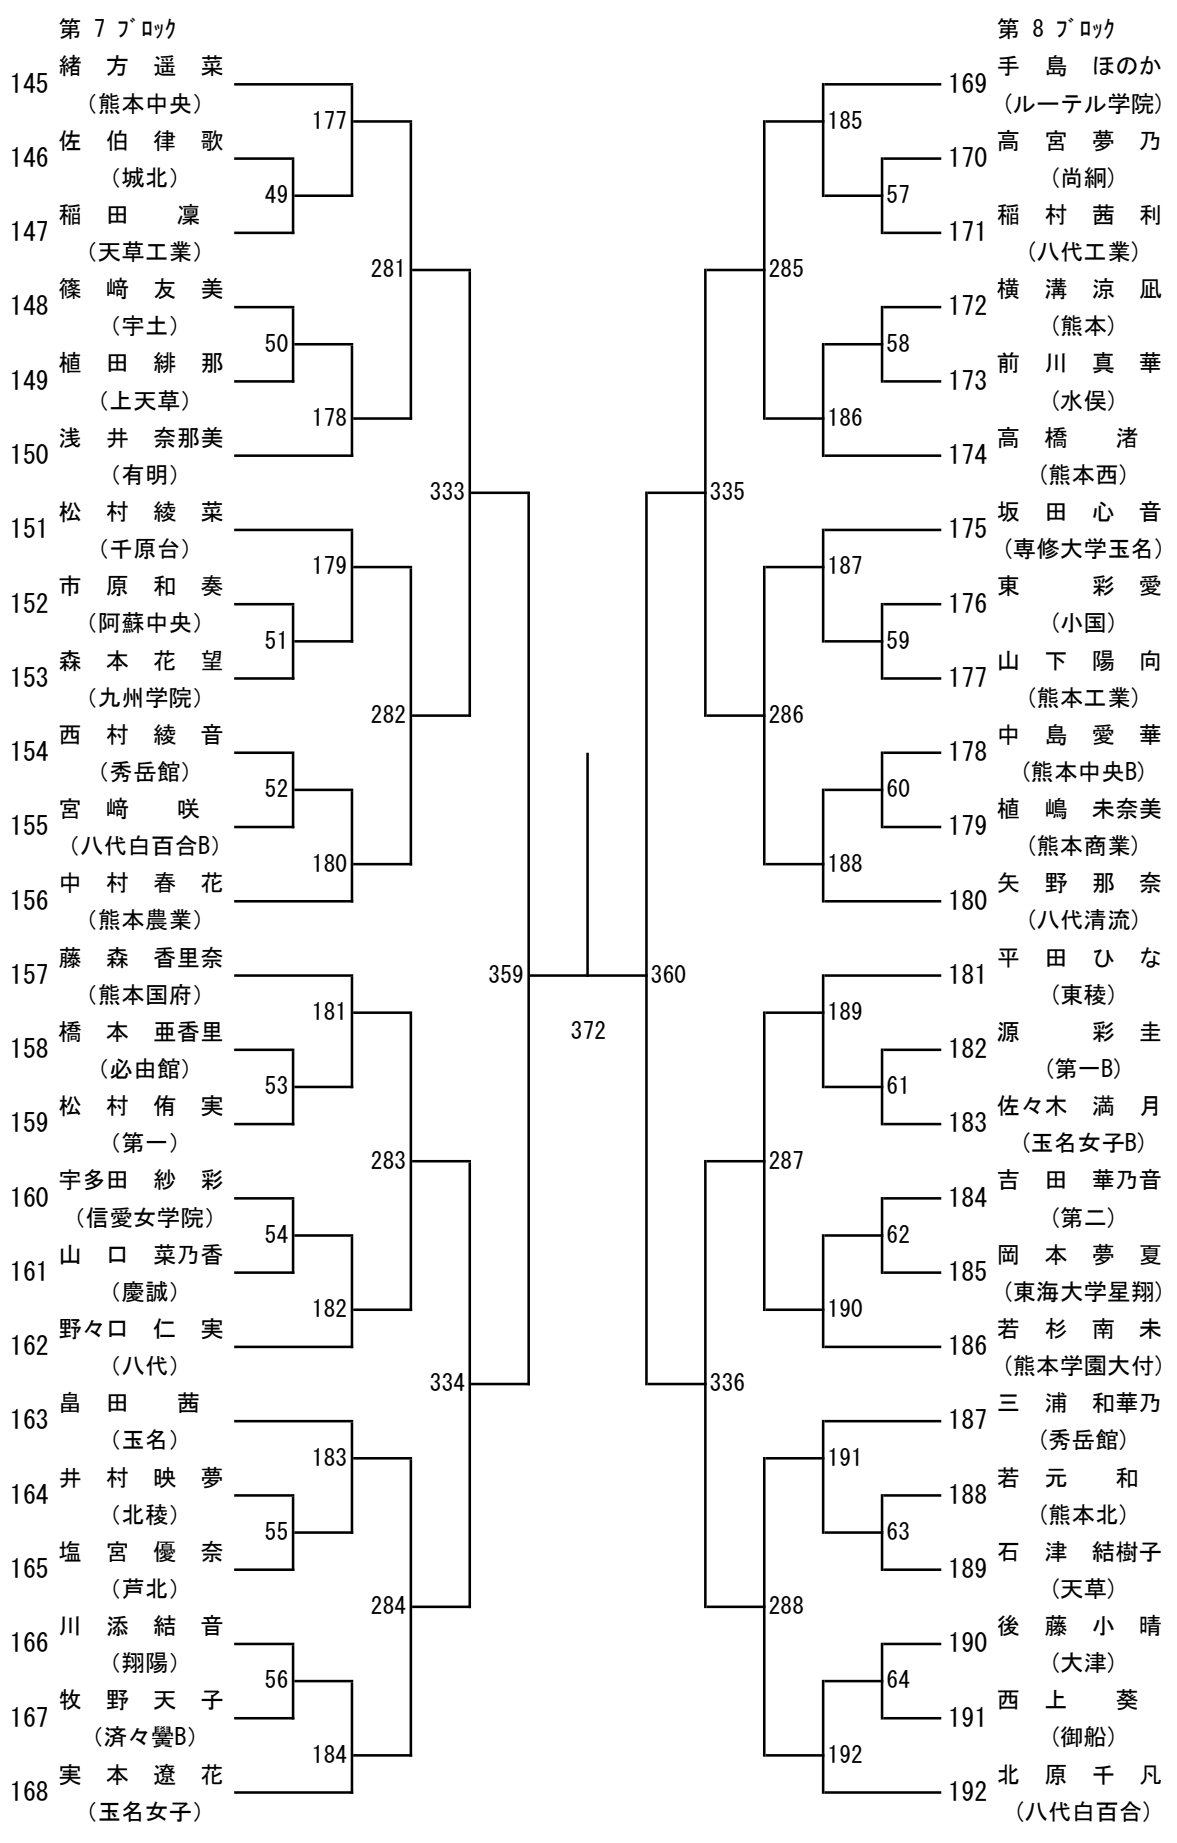 第 7 ﾌﾞﾛｯｸ
145 緒 方 遥 菜
(熊本中央)
177
146 佐 伯 律 歌
(城北)
49
147 稲 田 凜
(天草工業)
281
148 篠 﨑 友 美
(宇土)
50
149 植 田 緋 那
(上天草)
178
150 浅 井 奈那美
(有明)
333
151 松 村 綾 菜
(千原台)
179
152 市 原 和 奏
(阿蘇中央)
51
153 森 本 花 望
(九州学院)
282
154 西 村 綾 音
(秀岳館)
52
155 宮 﨑 咲
(八代白百合B)
180
156 中 村 春 花
(熊本農業)
157 藤 森 香里奈
(熊本国府)
359
181
158 橋 本 亜香里
(必由館)
53
159 松 村 侑 実
(第一)
283
160 宇多田 紗 彩
(信愛女学院)
54
161 山 口 菜乃香
(慶誠)
182
162 野々口 仁 実
(八代)
334
163 畠 田 茜
(玉名)
183
164 井 村 映 夢
(北稜)
55
165 塩 宮 優 奈
(芦北)
284
166 川 添 結 音
(翔陽)
56
167 牧 野 天 子
(済々黌B)
184
168 実 本 遼 花
(玉名女子)
372
第 8 ﾌﾞﾛｯｸ
169 手 島 ほのか
(ルーテル学院)
185
170 高 宮 夢 乃
(尚絅)
57
171 稲 村 茜 利
(八代工業)
285
172 横 溝 涼 凪
(熊本)
58
173 前 川 真 華
(水俣)
186
174 高 橋 渚
(熊本西)
335
175 坂 田 心 音
(専修大学玉名)
187
176 東 彩 愛
(小国)
59
177 山 下 陽 向
(熊本工業)
286
178 中 島 愛 華
(熊本中央B)
60
179 植 嶋 未奈美
(熊本商業)
188
180 矢 野 那 奈
(八代清流)
360
181 平 田 ひ な
(東稜)
189
182 源 彩 圭
(第一B)
61
183 佐々木 満 月
(玉名女子B)
287
184 吉 田 華乃音
(第二)
62
185 岡 本 夢 夏
(東海大学星翔)
190
186 若 杉 南 未
(熊本学園大付)
336
187 三 浦 和華乃
(秀岳館)
191
188 若 元 和
(熊本北)
63
189 石 津 結樹子
(天草)
288
190 後 藤 小 晴
(大津)
64
191 西 上 葵
(御船)
192
192 北 原 千 凡
(八代白百合)